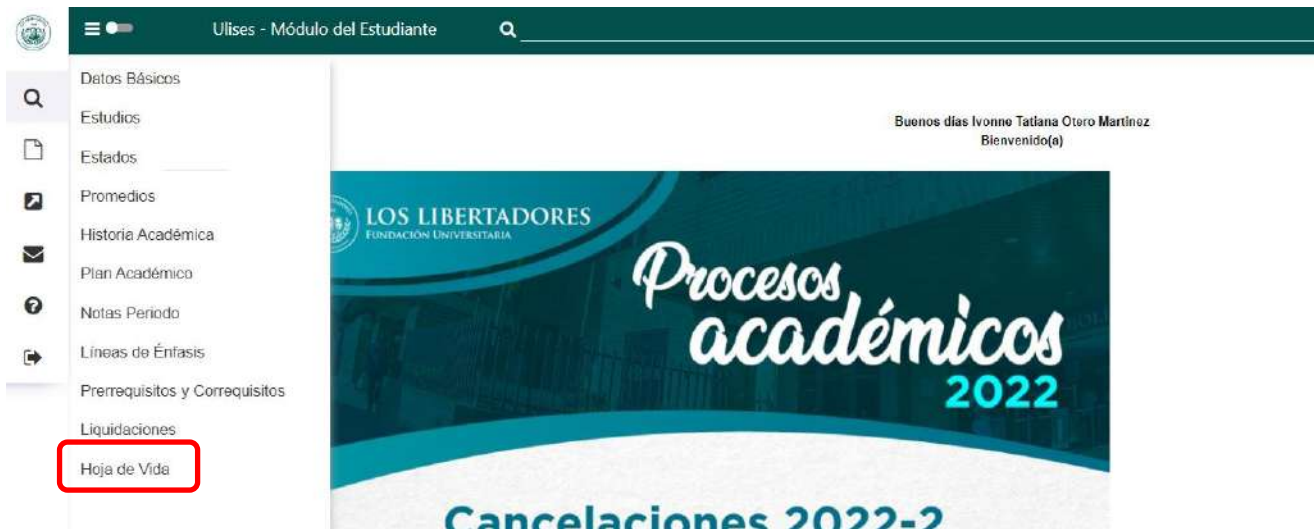 Ulises - Módulo del Estudiante
Datos Básicos
Estudios
Estados
Promedios
Historia Académica
Plan Académico
Notas Periodo
Líneas de Énfasis
Prerrequisitos y Correquisitos
Liquidaciones
Hoja de Vida
Buenos días Ivonne Tatiana Otero Martinez
Bienvenido(a)
LOS LIBERTADORES
FUNDACIÓN UNIVERSITARIA
Procesos
académicos
2022
Cancelaciones 2022-2